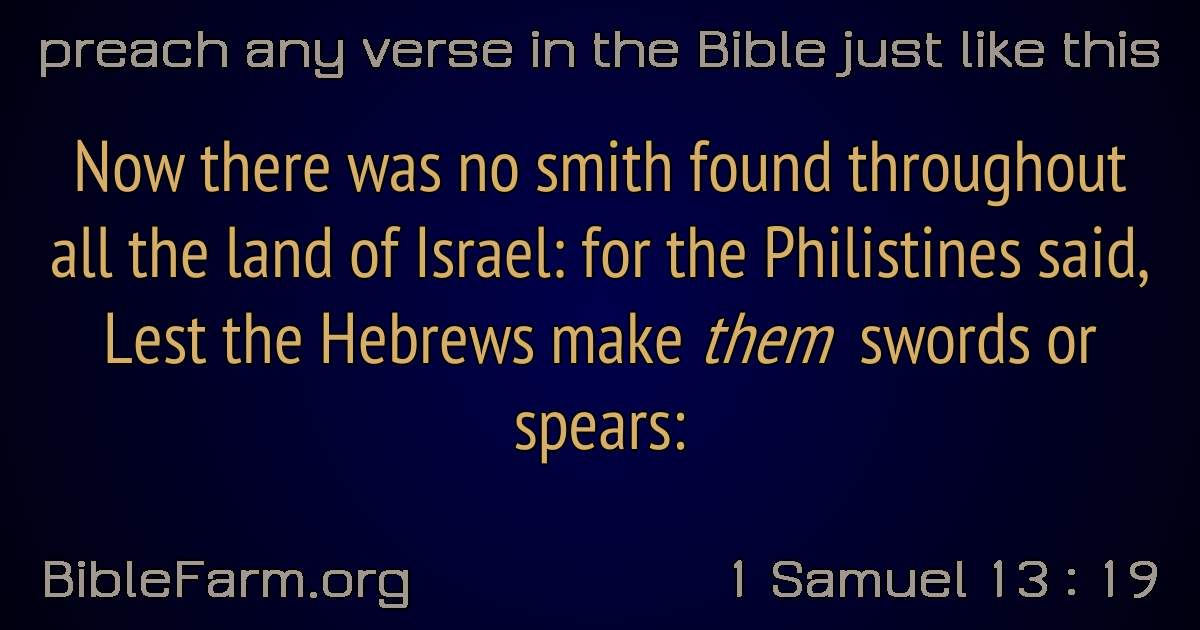 preach any verse in the Bible just like this
Now there was no smith found throughout
all the land of Israel: for the Philistines said,
Lest the Hebrews make them swords or
spears:
BibleFarm.org
1 Samuel 13 : 19